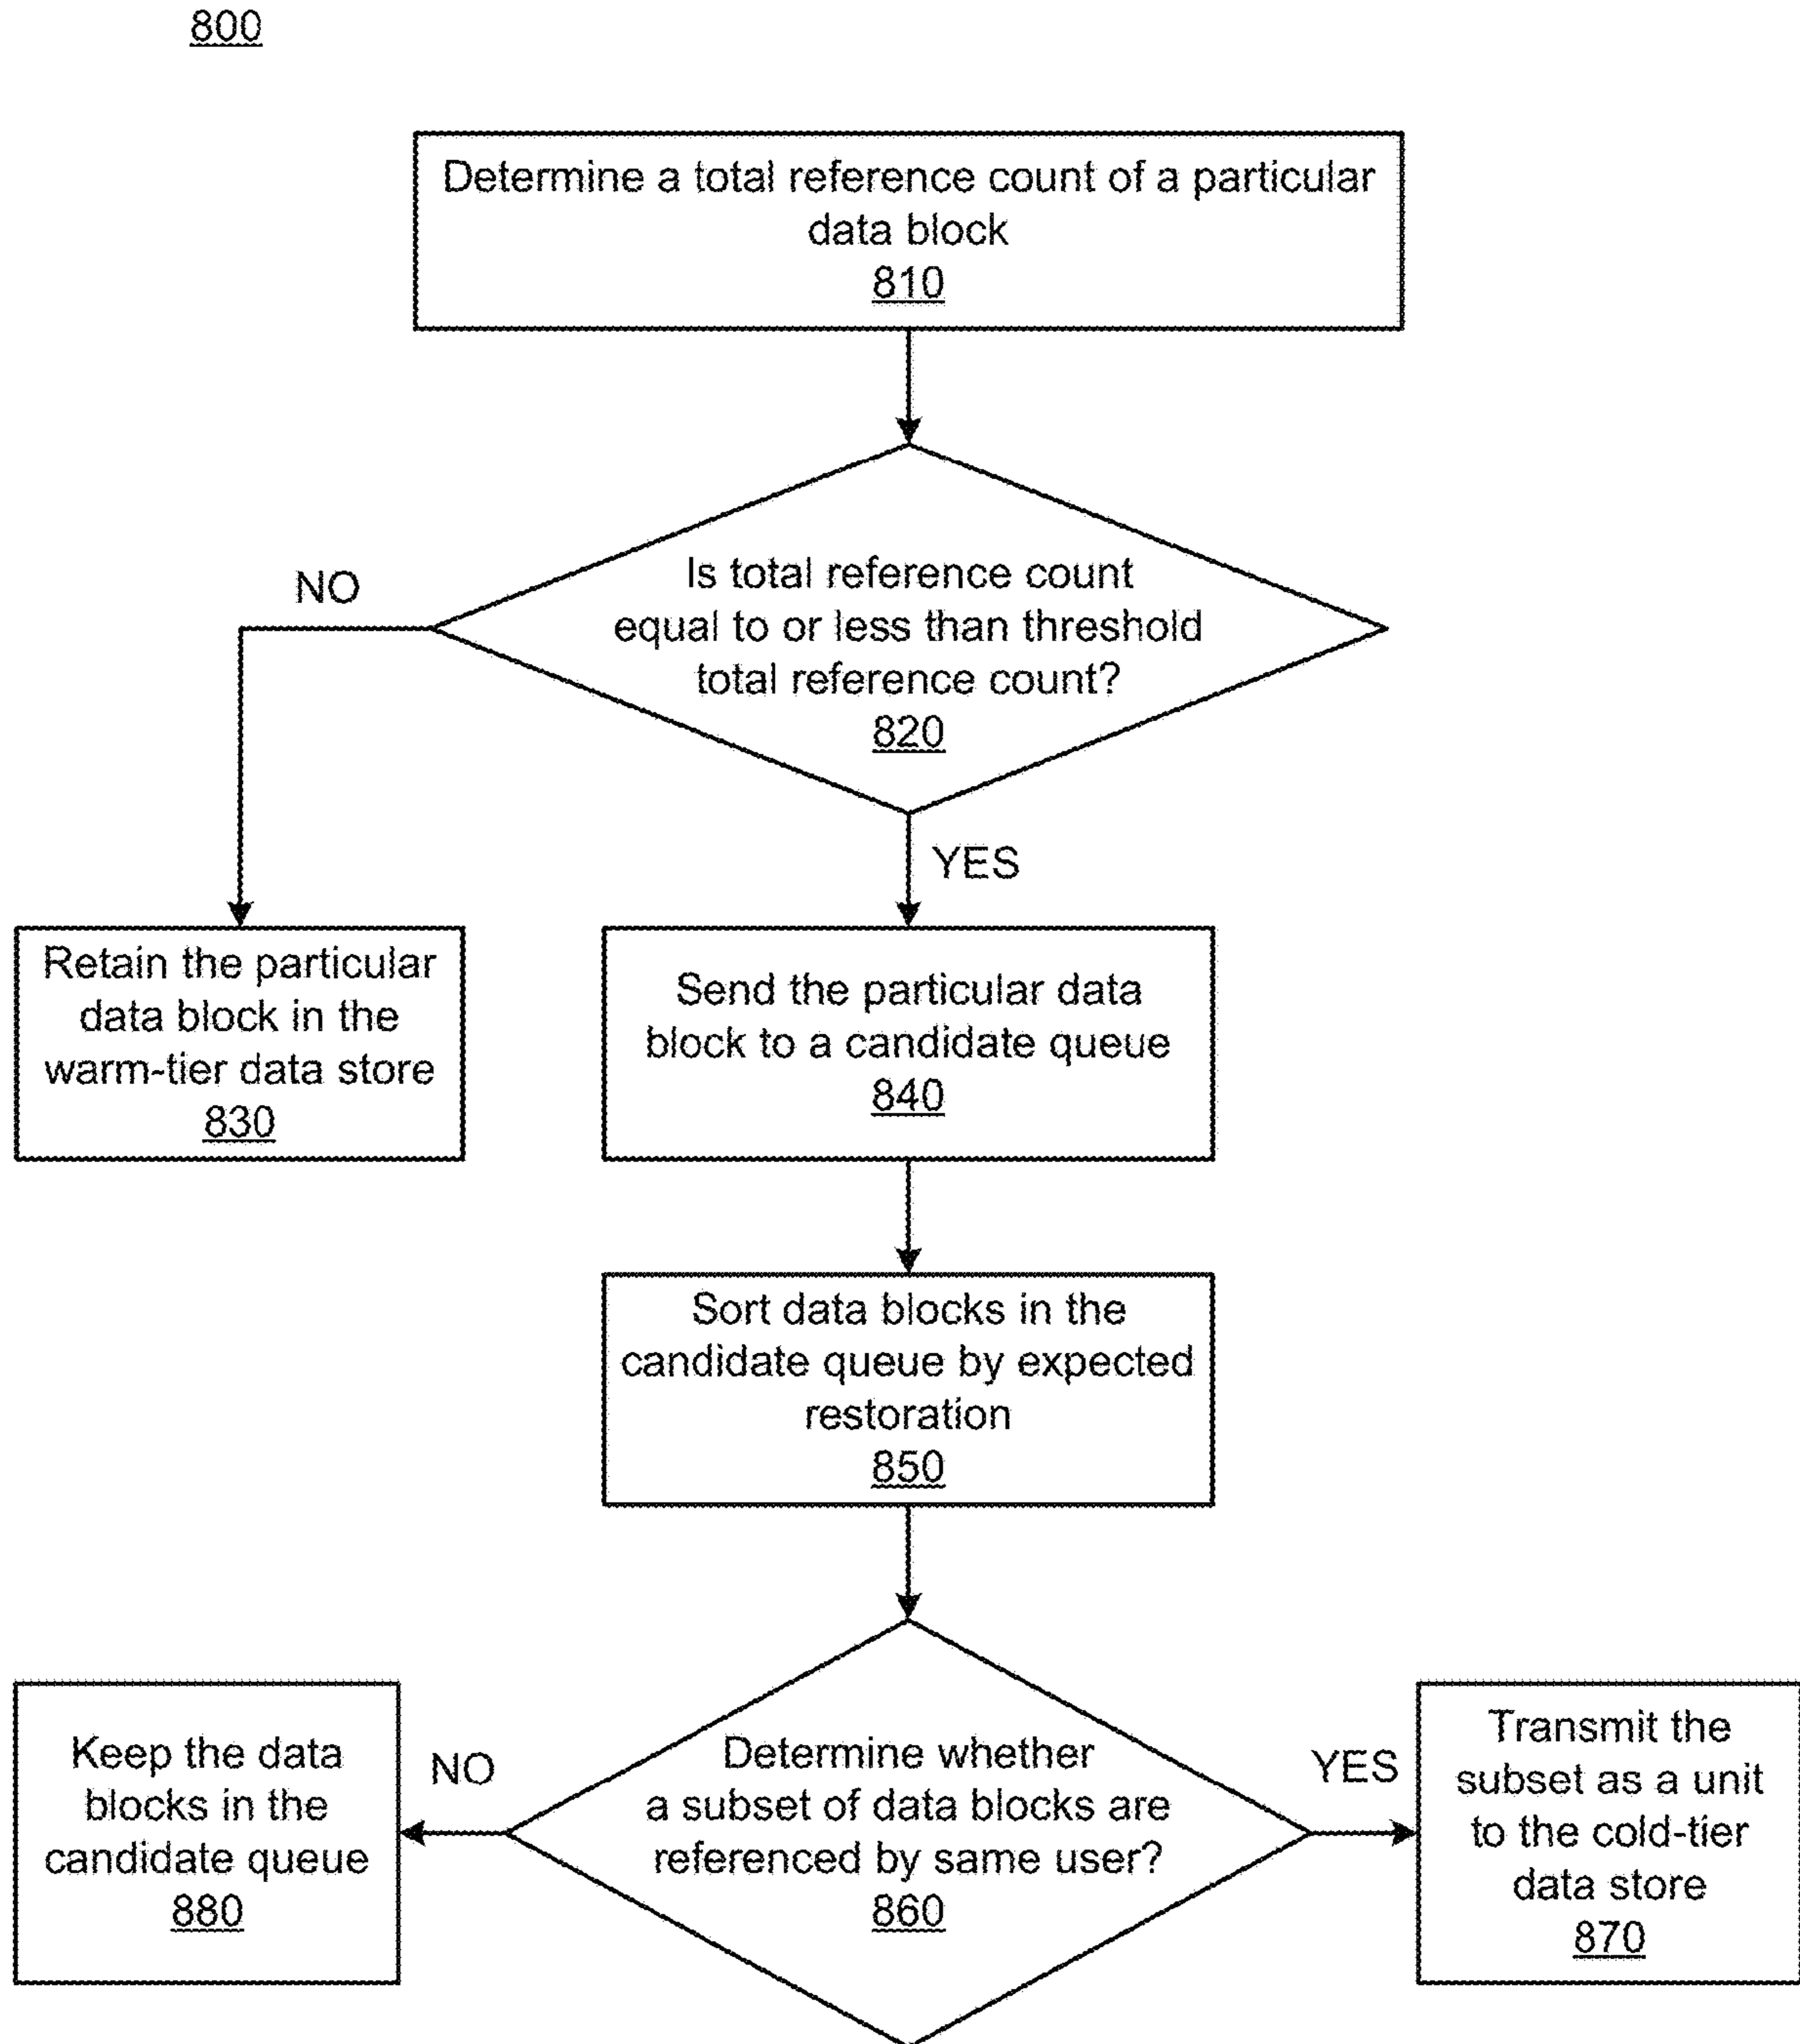 800
Determine a total reference count of a particular
data block
810
Is total reference count
equal to or less than threshold
total reference count?
820
NO
YES
Retain the particular
data block in the
warm-tier data store
830
Send the particular data
block to a candidate queue
840
Sort data blocks in the
candidate queue by expected
restoration
850
Determine whether
a subset of data blocks are
referenced by same user?
860
NO
YES
Keep the data
blocks in the
candidate queue
880
Transmit the
subset as a unit
to the cold-tier
data store
870